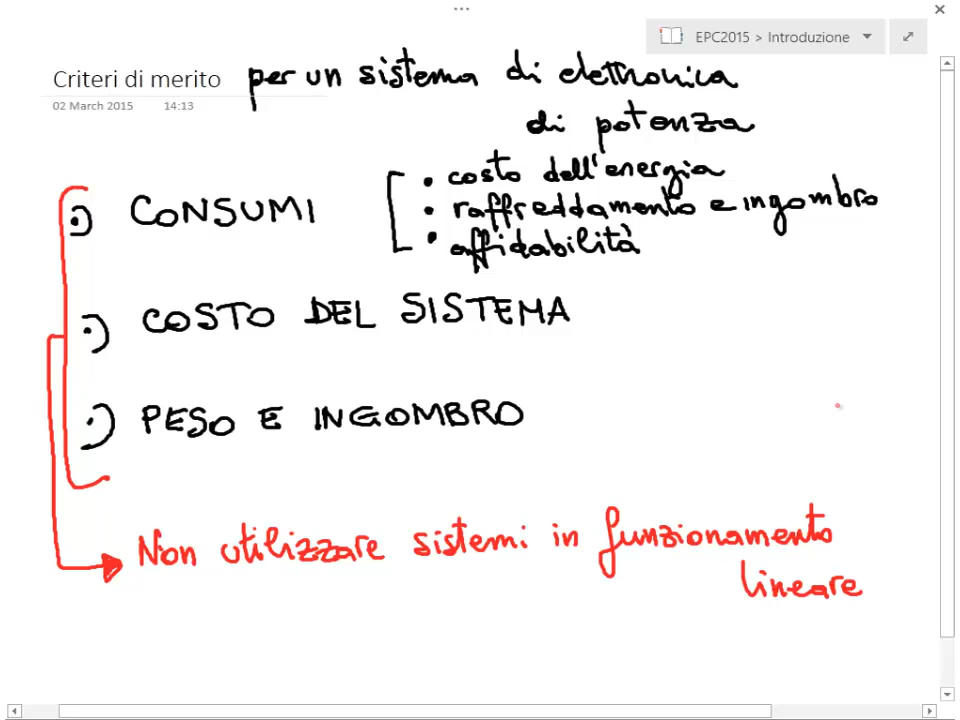 EPC2015 > Introduzione
Criteri di merito per un sistema di elettronica
di potenza
02 March 2015 14:13
•) CONSUMI
• costo dell'energia
• raffreddamento e ingombro
• affidabilità
•) COSTO DEL SISTEMA
•) PESO E INGOMBRO
Non utilizzare sistemi in funzionamento
lineare